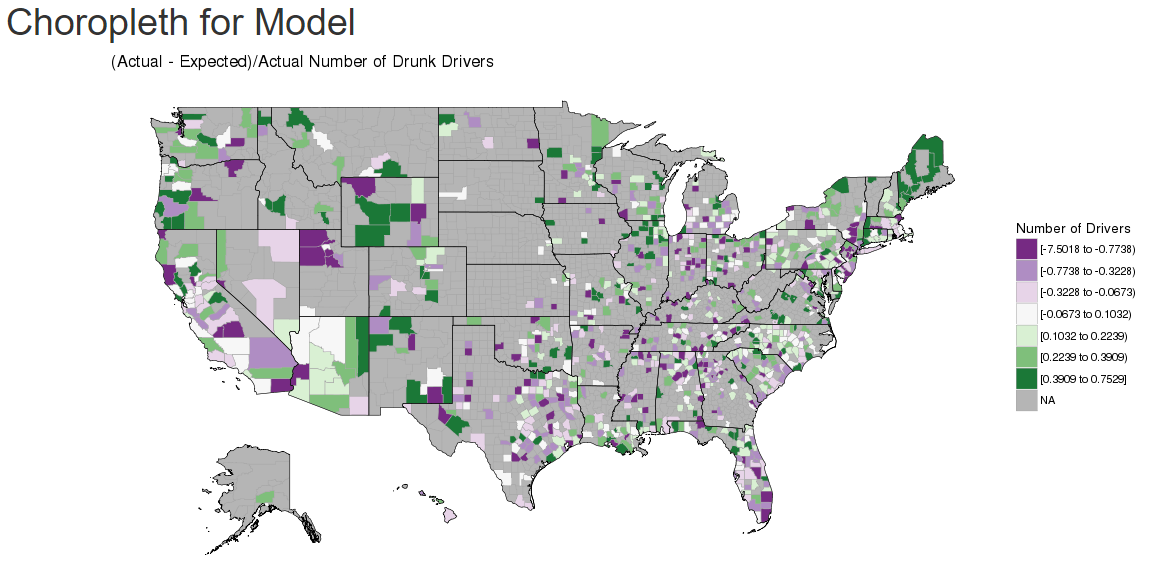 Choropleth for Model
(Actual - Expected)/Actual Number of Drunk Drivers
Number of Drivers
[-7.5018 to -0.7738)
[-0.7738 to -0.3228)
[-0.3228 to -0.0673)
[-0.0673 to 0.1032)
[0.1032 to 0.2239)
[0.2239 to 0.3909)
[0.3909 to 0.7529]
NA